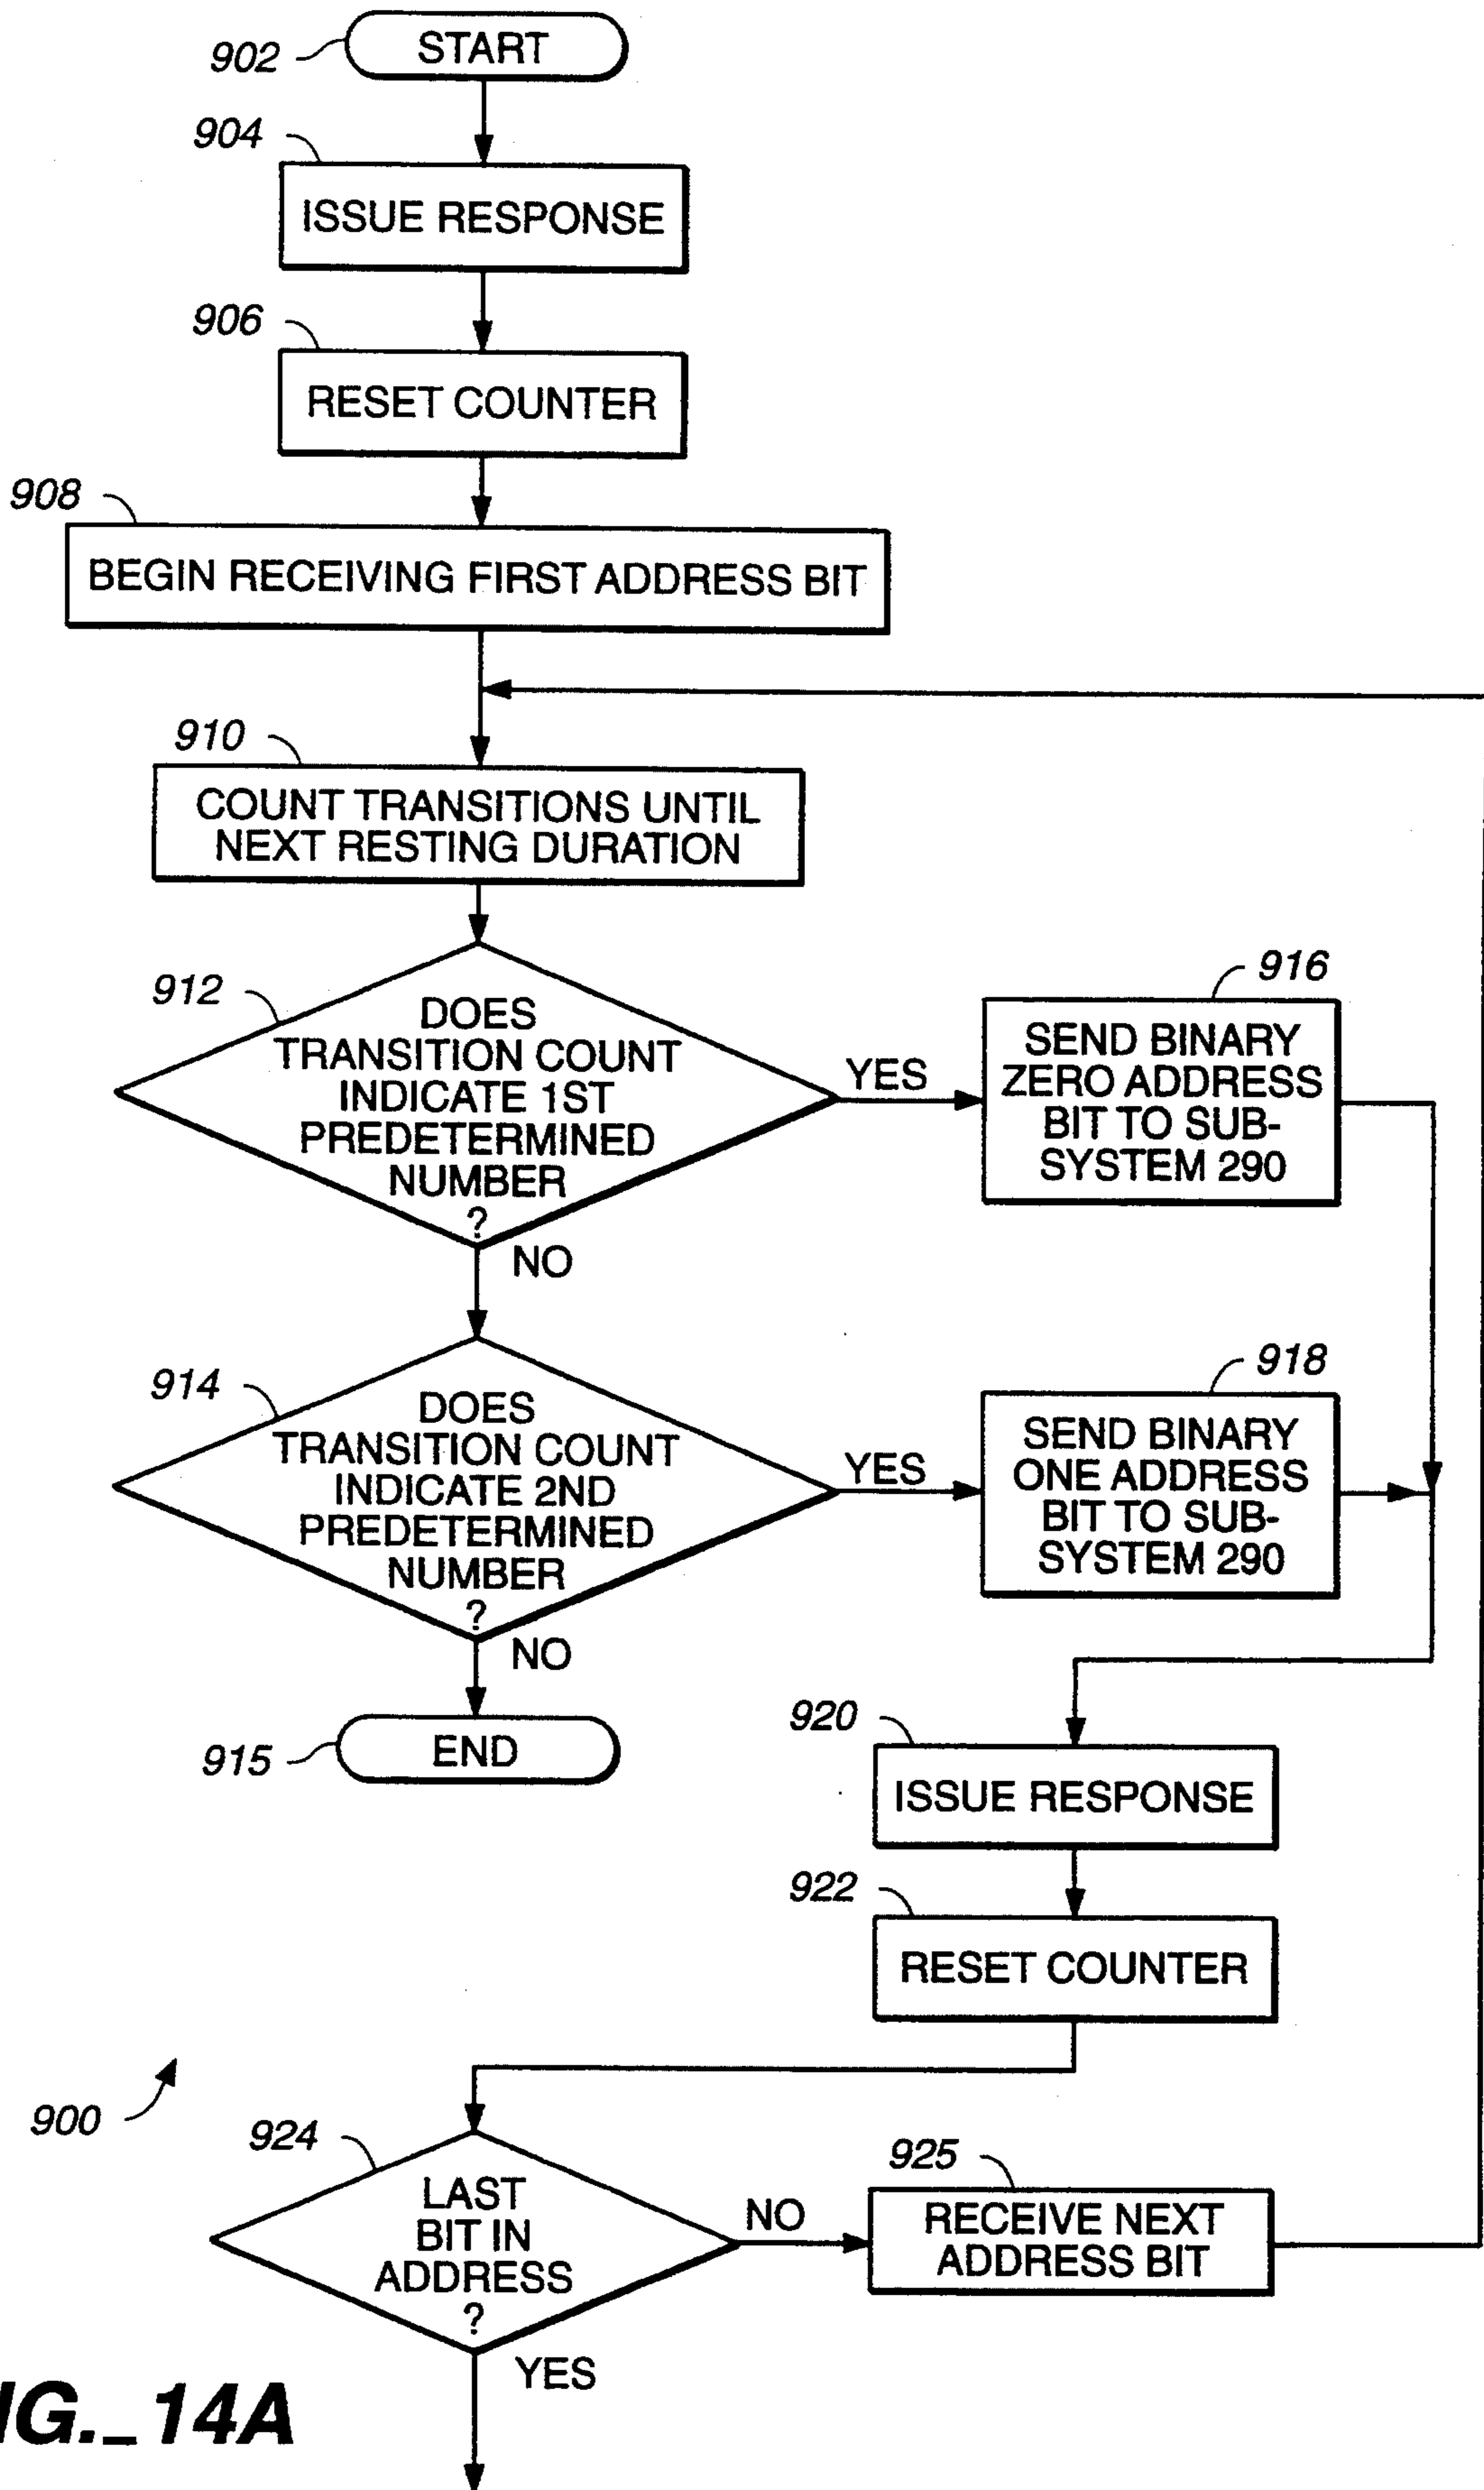 902
START
904
ISSUE RESPONSE
906
RESET COUNTER
908
BEGIN RECEIVING FIRST ADDRESS BIT
910
COUNT TRANSITIONS UNTIL
NEXT RESTING DURATION
912
DOES
TRANSITION COUNT
INDICATE 1ST
PREDETERMINED
NUMBER
?
YES
NO
916
SEND BINARY
ZERO ADDRESS
BIT TO SUB-
SYSTEM 290
914
DOES
TRANSITION COUNT
INDICATE 2ND
PREDETERMINED
NUMBER
?
YES
NO
918
SEND BINARY
ONE ADDRESS
BIT TO SUB-
SYSTEM 290
915
END
920
ISSUE RESPONSE
922
RESET COUNTER
900
924
LAST
BIT IN
ADDRESS
?
NO
925
RECEIVE NEXT
ADDRESS BIT
YES
IG._14A